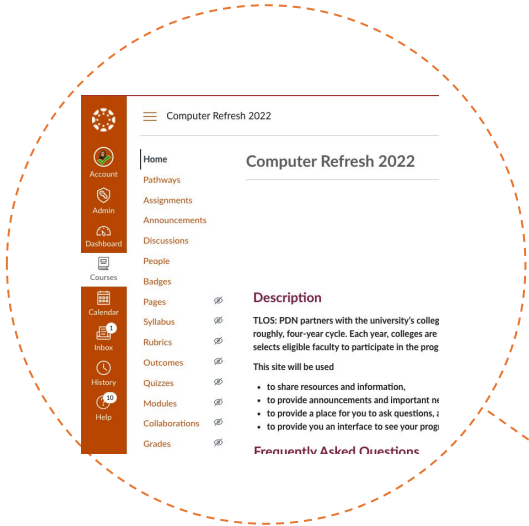 Computer Refresh 2022
Account
Admin
Dashboard
Courses
Calendar
1
Inbox
History
10
Help
Home
Pathways
Assignments
Announcements
Discussions
People
Badges
Pages
Syllabus
Rubrics
Outcomes
Quizzes
Modules
Collaborations
Grades
Computer Refresh 2022
Description
TLOS: PDN partners with the university's colleg
roughly, four-year cycle. Each year, colleges are
selects eligible faculty to participate in the prog
This site will be used
• to share resources and information,
• to provide announcements and important ne
• to provide a place for you to ask questions, a
• to provide you an interface to see your progr
Frequently Asked Questions